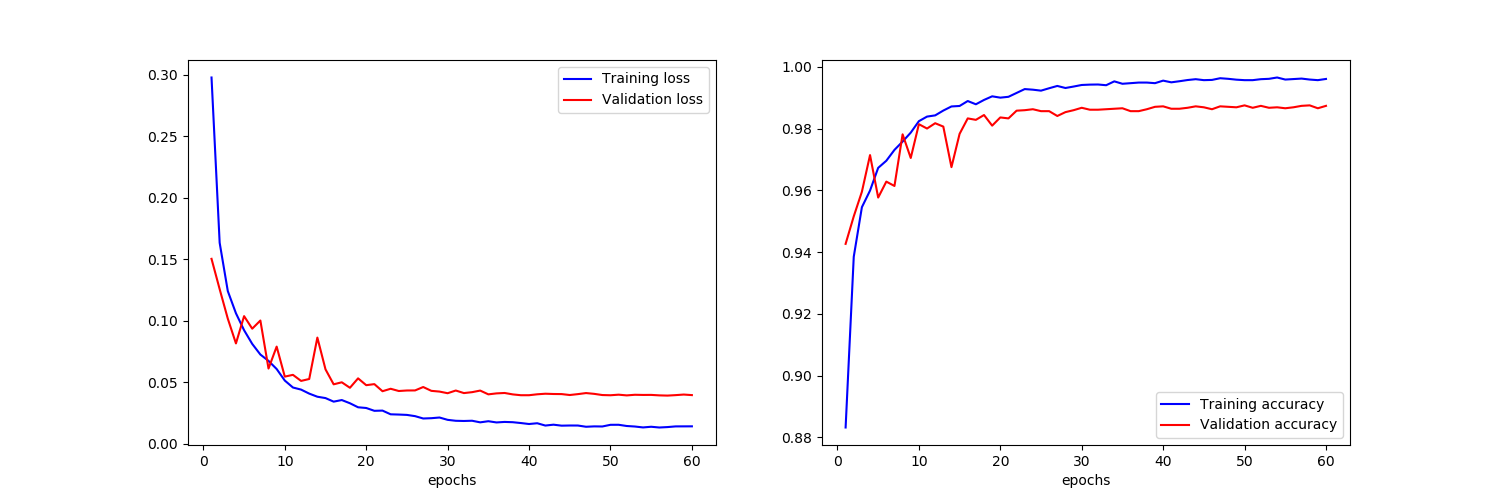 0.30
0.25
0.20
0.15
0.10
0.05
0.00
0 10 20 30 40 50 60
epochs
Training loss
Validation loss
1.00
0.98
0.96
0.94
0.92
0.90
0.88
0 10 20 30 40 50 60
epochs
Training accuracy
Validation accuracy